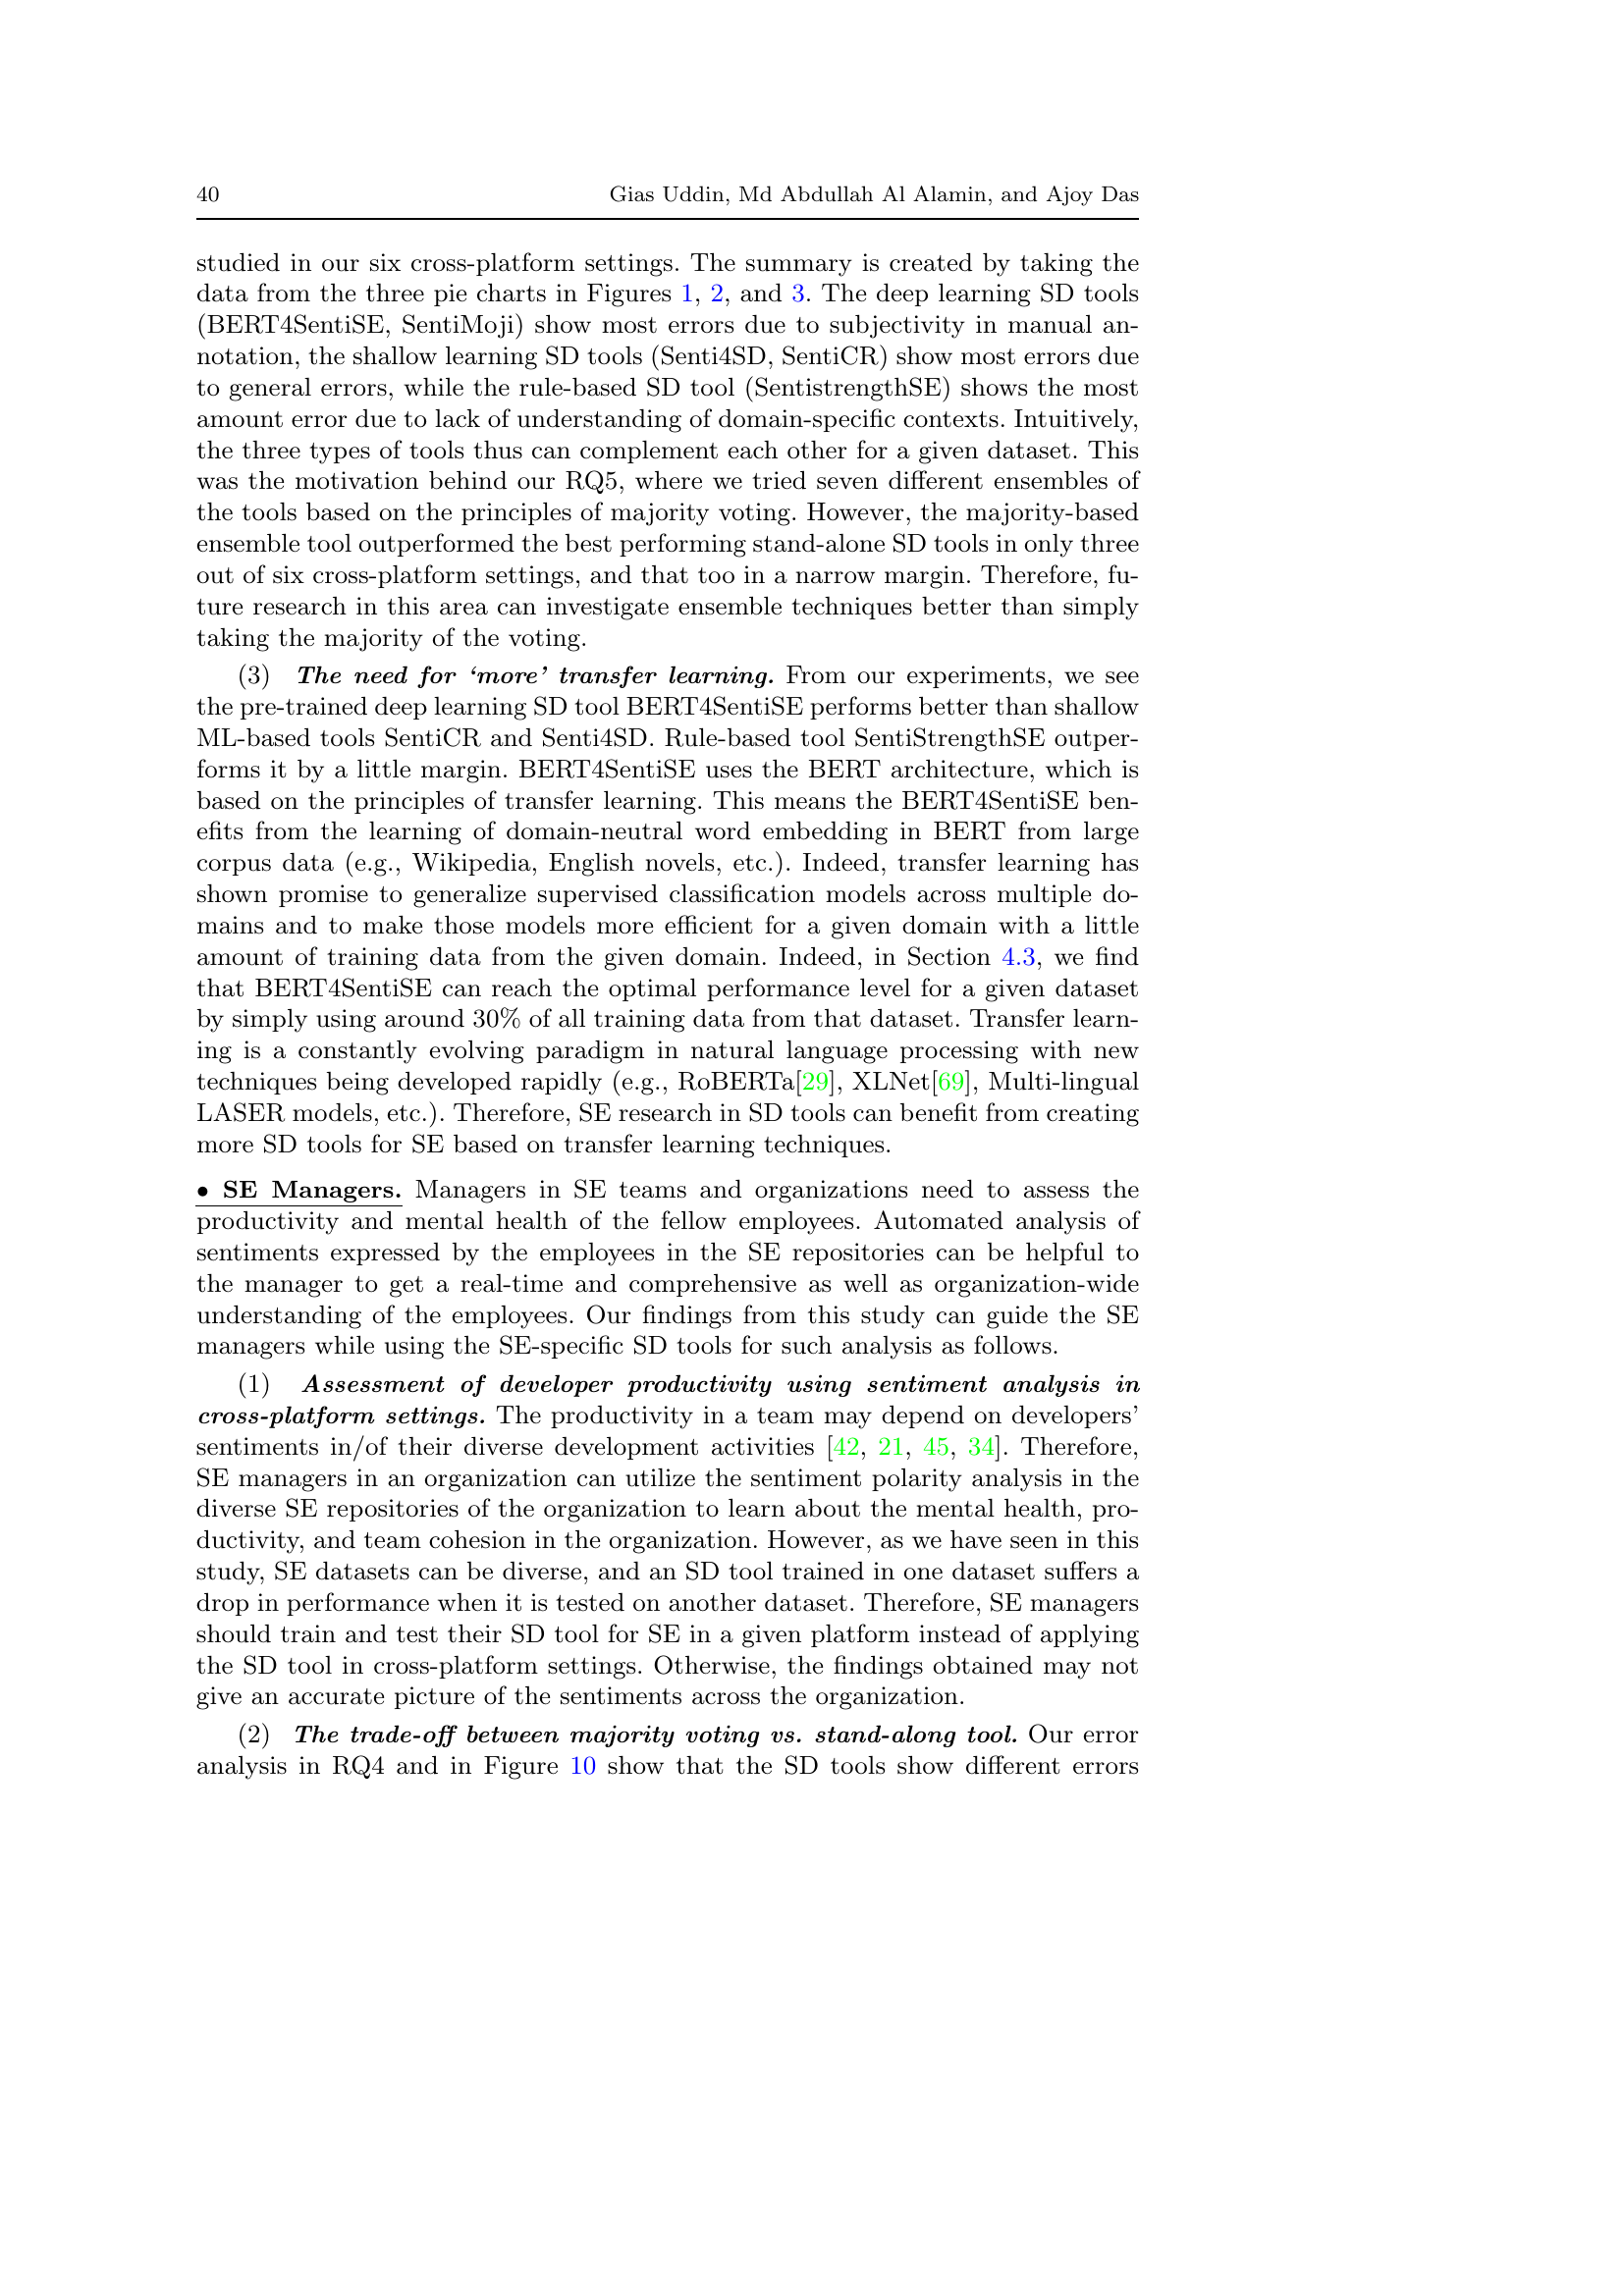 40 Gias Uddin, Md Abdullah Al Alamin, and Ajoy Das
studied in our six cross-platform settings. The summary is created by taking the
data from the three pie charts in Figures 1, 2, and 3. The deep learning SD tools
(BERT4SentiSE, SentiMoji) show most errors due to subjectivity in manual an-
notation, the shallow learning SD tools (Senti4SD, SentiCR) show most errors due
to general errors, while the rule-based SD tool (SentistrengthSE) shows the most
amount error due to lack of understanding of domain-specific contexts. Intuitively,
the three types of tools thus can complement each other for a given dataset. This
was the motivation behind our RQ5, where we tried seven different ensembles of
the tools based on the principles of majority voting. However, the majority-based
ensemble tool outperformed the best performing stand-alone SD tools in only three
out of six cross-platform settings, and that too in a narrow margin. Therefore, fu-
ture research in this area can investigate ensemble techniques better than simply
taking the majority of the voting.
(3) The need for ‘more’ transfer learning. From our experiments, we see
the pre-trained deep learning SD tool BERT4SentiSE performs better than shallow
ML-based tools SentiCR and Senti4SD. Rule-based tool SentiStrengthSE outper-
forms it by a little margin. BERT4SentiSE uses the BERT architecture, which is
based on the principles of transfer learning. This means the BERT4SentiSE ben-
efits from the learning of domain-neutral word embedding in BERT from large
corpus data (e.g., Wikipedia, English novels, etc.). Indeed, transfer learning has
shown promise to generalize supervised classification models across multiple do-
mains and to make those models more efficient for a given domain with a little
amount of training data from the given domain. Indeed, in Section 4.3, we find
that BERT4SentiSE can reach the optimal performance level for a given dataset
by simply using around 30% of all training data from that dataset. Transfer learn-
ing is a constantly evolving paradigm in natural language processing with new
techniques being developed rapidly (e.g., RoBERTa[29], XLNet[69], Multi-lingual
LASER models, etc.). Therefore, SE research in SD tools can benefit from creating
more SD tools for SE based on transfer learning techniques.
• SE Managers. Managers in SE teams and organizations need to assess the
productivity and mental health of the fellow employees. Automated analysis of
sentiments expressed by the employees in the SE repositories can be helpful to
the manager to get a real-time and comprehensive as well as organization-wide
understanding of the employees. Our findings from this study can guide the SE
managers while using the SE-specific SD tools for such analysis as follows.
(1) Assessment of developer productivity using sentiment analysis in
cross-platform settings. The productivity in a team may depend on developers’
sentiments in/of their diverse development activities [42, 21, 45, 34]. Therefore,
SE managers in an organization can utilize the sentiment polarity analysis in the
diverse SE repositories of the organization to learn about the mental health, pro-
ductivity, and team cohesion in the organization. However, as we have seen in this
study, SE datasets can be diverse, and an SD tool trained in one dataset suffers a
drop in performance when it is tested on another dataset. Therefore, SE managers
should train and test their SD tool for SE in a given platform instead of applying
the SD tool in cross-platform settings. Otherwise, the findings obtained may not
give an accurate picture of the sentiments across the organization.
(2) The trade-off between majority voting vs. stand-along tool. Our error
analysis in RQ4 and in Figure 10 show that the SD tools show different errors